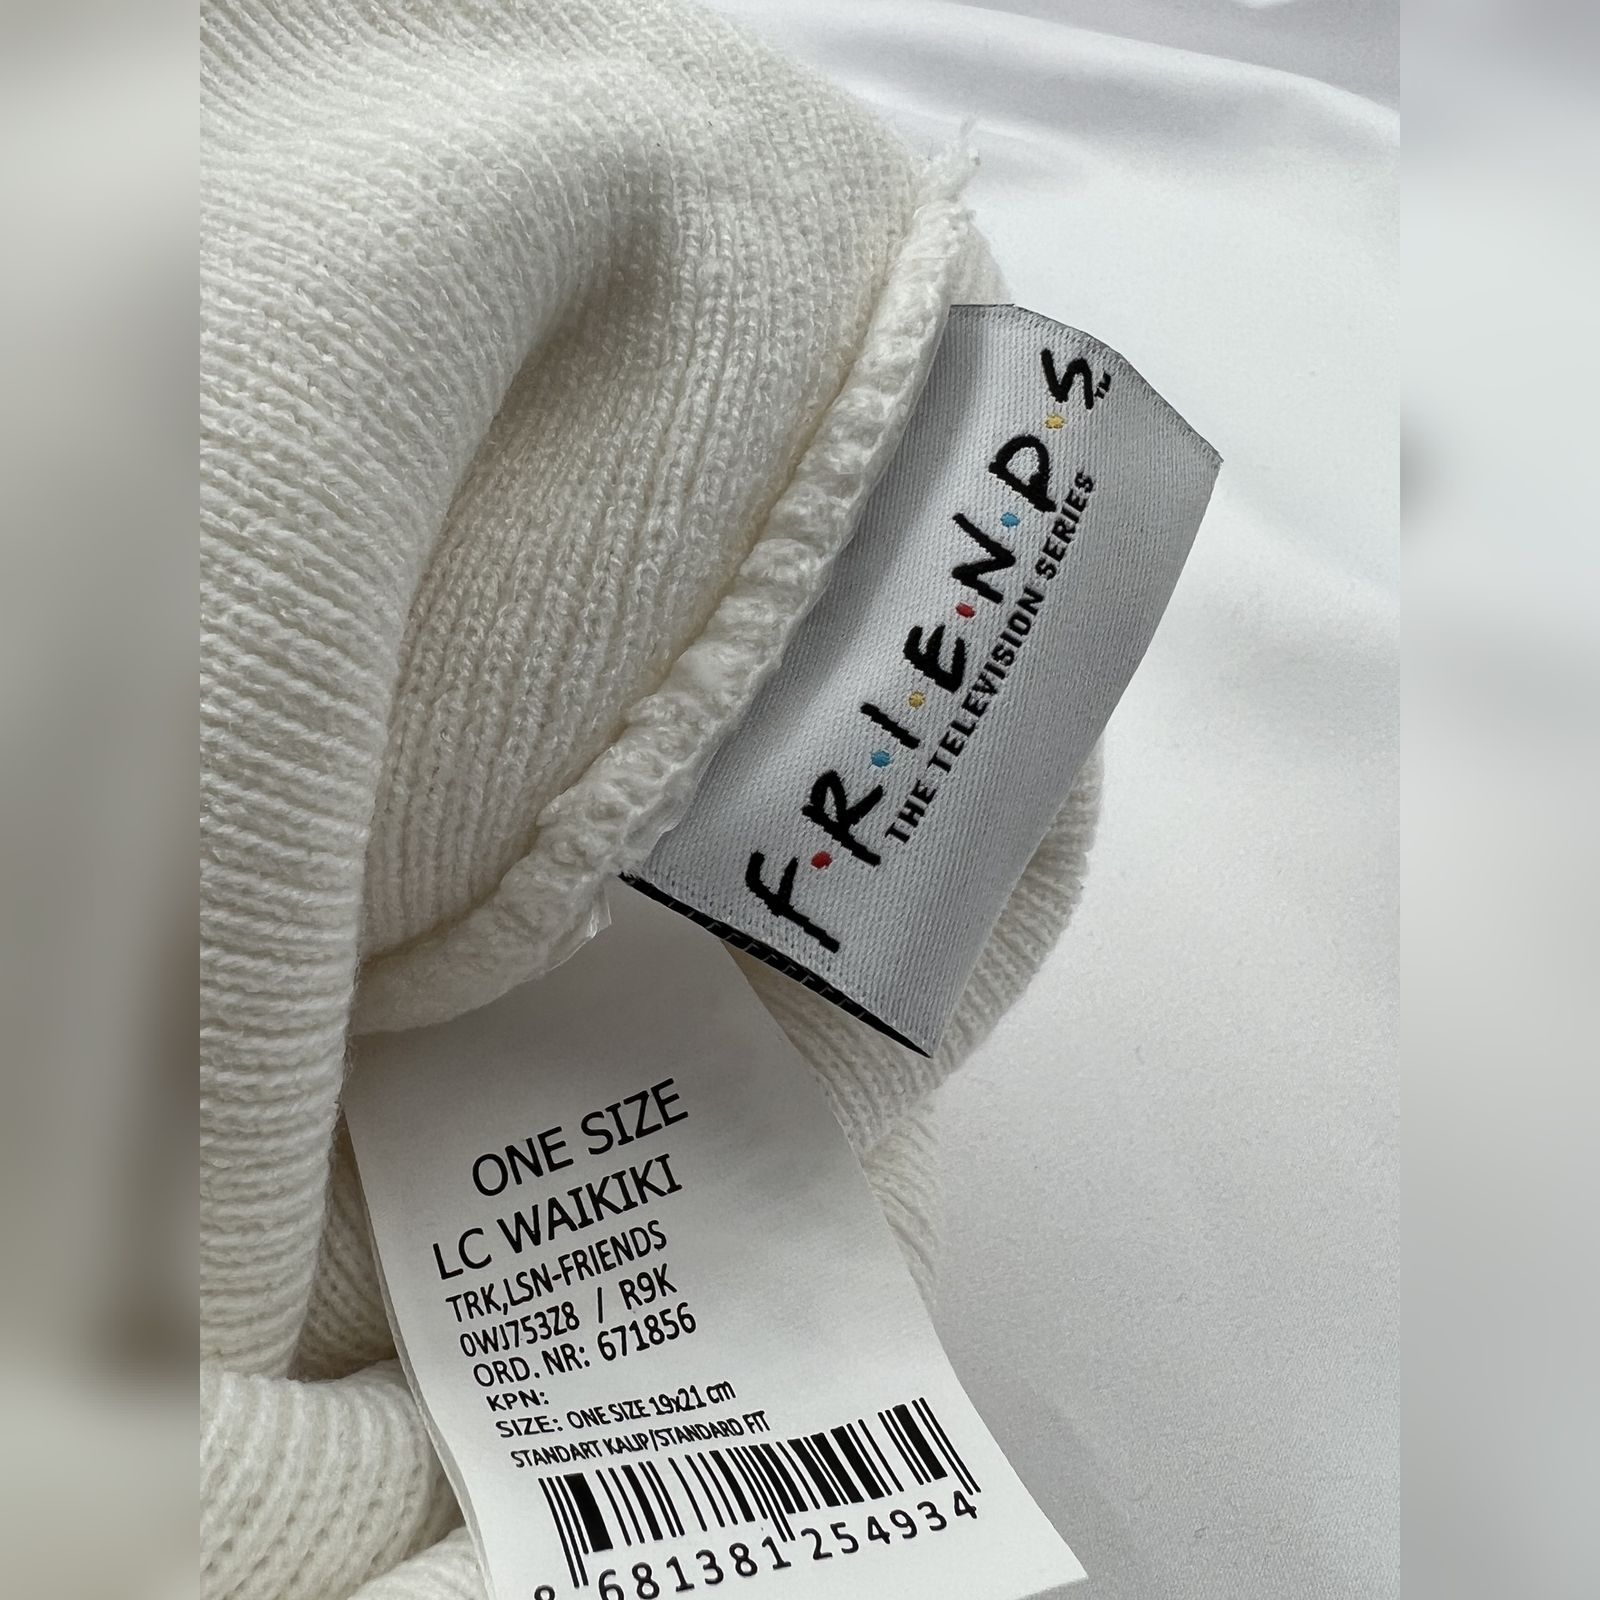 F·R·I·E·N·D·S™
THE TELEVISION SERIES
ONE SIZE
LC WAIKIKI
TRK,LSN-FRIENDS
0WJ753Z8 / R9K
ORD. NR: 671856
KPN:
SIZE: ONE SIZE 19x21 cm
STANDART KALIP/STANDARD FIT
8 681381 254934